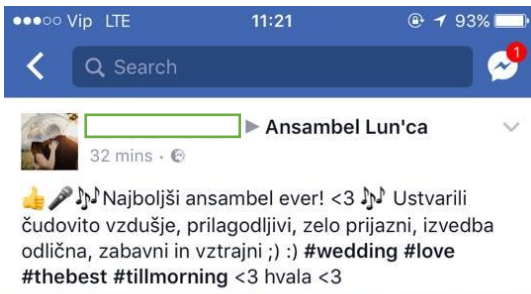 Vip LTE 11:21 93%
Search 1
Ansambel Lun'ca
32 mins
Najboljši ansambel ever! <3 Ustvarili
čudovito vzdušje, prilagodljivi, zelo prijazni, izvedba
odlična, zabavni in vztrajni ;) :) #wedding #love
#thebest #tillmorning <3 hvala <3